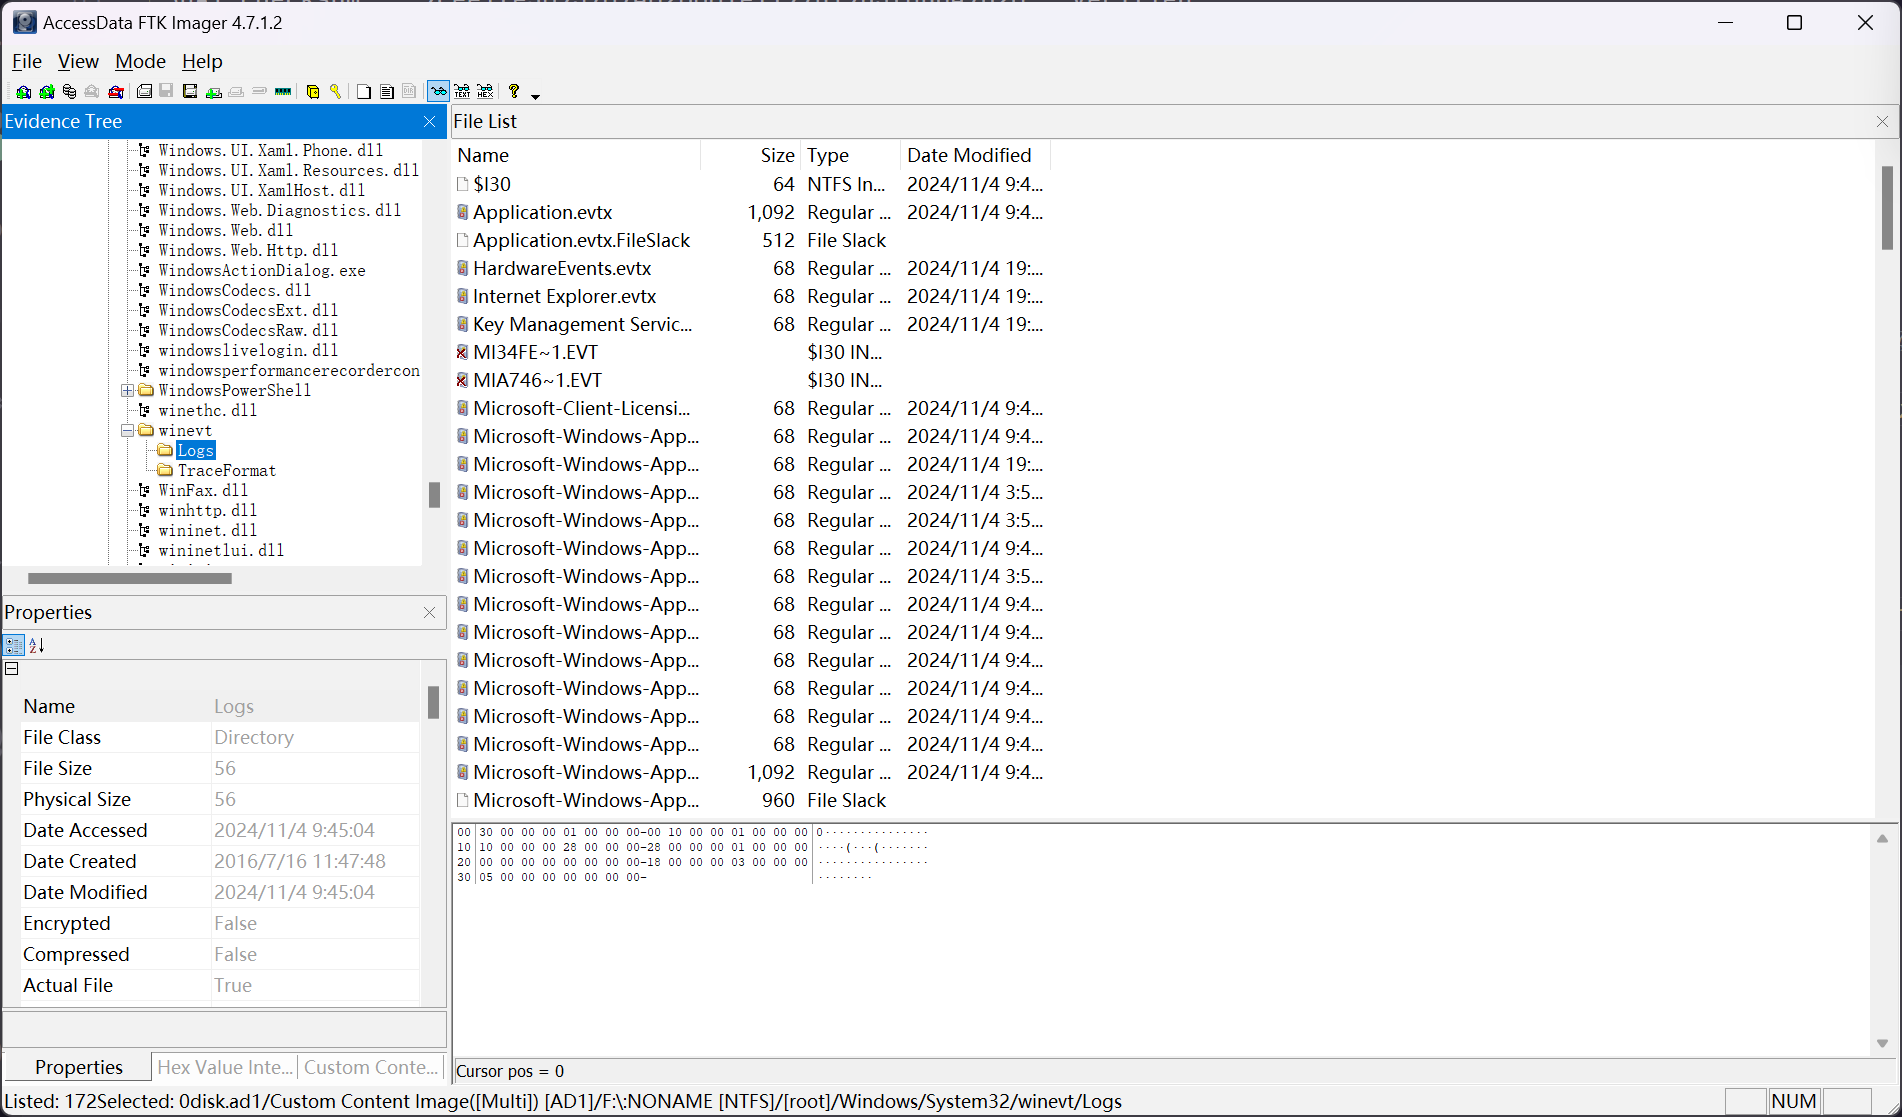 AccessData FTK Imager 4.7.1.2
File View Mode Help
Evidence Tree
Windows.UI.Xaml.Phone.dll
Windows.UI.Xaml.Resources.dll
Windows.UI.XamlHost.dll
Windows.Web.Diagnostics.dll
Windows.Web.dll
Windows.Web.Http.dll
WindowsActionDialog.exe
WindowsCodecs.dll
WindowsCodecsExt.dll
WindowsCodecsRaw.dll
windowslivelogin.dll
windowsperformancerecordercon
WindowsPowerShell
winethc.dll
winevt
Logs
TraceFormat
WinFax.dll
winhttp.dll
wininet.dll
wininetlui.dll
Properties
Name Logs
File Class Directory
File Size 56
Physical Size 56
Date Accessed 2024/11/4 9:45:04
Date Created 2016/7/16 11:47:48
Date Modified 2024/11/4 9:45:04
Encrypted False
Compressed False
Actual File True
Properties Hex Value Inte... Custom Conte...
File List
Name Size Type Date Modified
$I30 64 NTFS In... 2024/11/4 9:4...
Application.evtx 1,092 Regular ... 2024/11/4 9:4...
Application.evtx.FileSlack 512 File Slack
HardwareEvents.evtx 68 Regular ... 2024/11/4 19:...
Internet Explorer.evtx 68 Regular ... 2024/11/4 19:...
Key Management Servic... 68 Regular ... 2024/11/4 19:...
MI34FE~1.EVT $I30 IN...
MIA746~1.EVT $I30 IN...
Microsoft-Client-Licensi... 68 Regular ... 2024/11/4 9:4...
Microsoft-Windows-App... 68 Regular ... 2024/11/4 9:4...
Microsoft-Windows-App... 68 Regular ... 2024/11/4 19:...
Microsoft-Windows-App... 68 Regular ... 2024/11/4 3:5...
Microsoft-Windows-App... 68 Regular ... 2024/11/4 3:5...
Microsoft-Windows-App... 68 Regular ... 2024/11/4 9:4...
Microsoft-Windows-App... 68 Regular ... 2024/11/4 3:5...
Microsoft-Windows-App... 68 Regular ... 2024/11/4 9:4...
Microsoft-Windows-App... 68 Regular ... 2024/11/4 9:4...
Microsoft-Windows-App... 68 Regular ... 2024/11/4 9:4...
Microsoft-Windows-App... 68 Regular ... 2024/11/4 9:4...
Microsoft-Windows-App... 68 Regular ... 2024/11/4 9:4...
Microsoft-Windows-App... 68 Regular ... 2024/11/4 9:4...
Microsoft-Windows-App... 1,092 Regular ... 2024/11/4 9:4...
Microsoft-Windows-App... 960 File Slack
00 30 00 00 00 01 00 00 00-00 10 00 00 01 00 00 00 0···············
10 10 00 00 00 28 00 00 00-28 00 00 00 01 00 00 00 ····(···(·······
20 00 00 00 00 00 00 00 00-18 00 00 00 03 00 00 00 ················
30 05 00 00 00 00 00 00 00- ········
Cursor pos = 0
Listed: 172Selected: 0disk.ad1/Custom Content Image([Multi]) [AD1]/F:\:NONAME [NTFS]/[root]/Windows/System32/winevt/Logs NUM